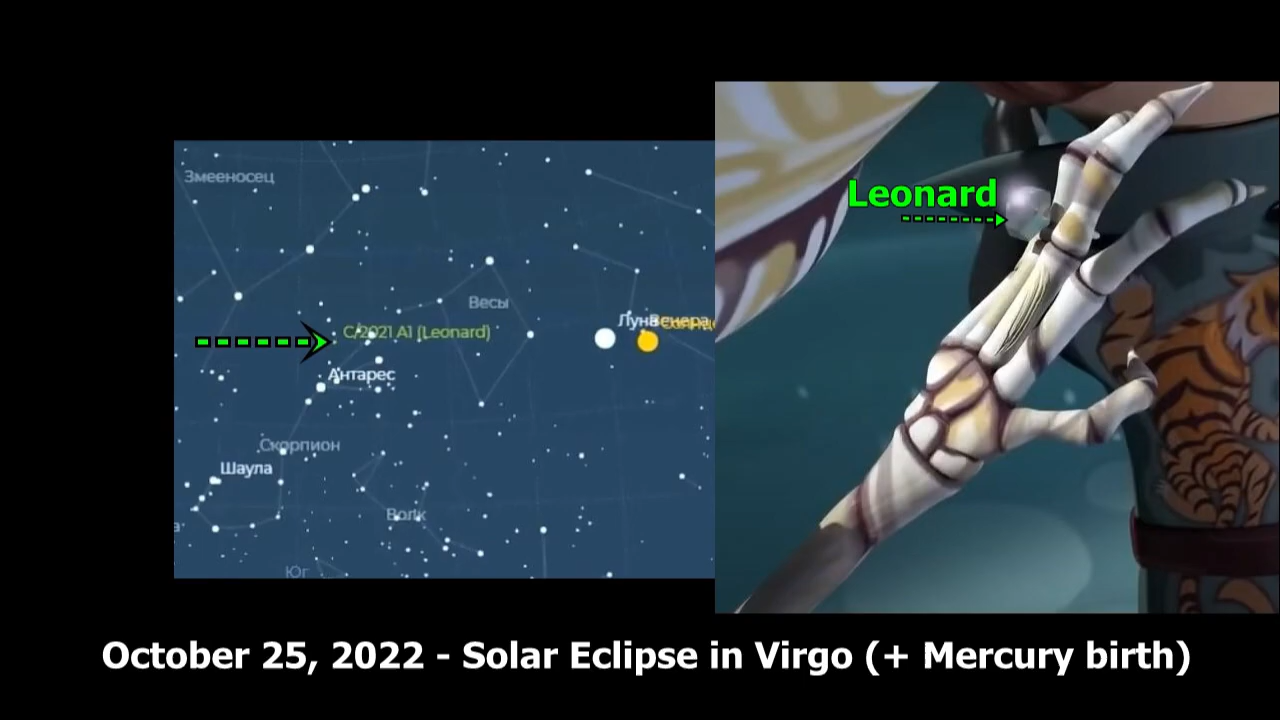 Змееносец
Leonard
Весы
Луна
Венера
C/2021 A1 (Leonard)
Антарес
Скорпион
Шаула
Волк
а
Юг
October 25, 2022 - Solar Eclipse in Virgo (+ Mercury birth)